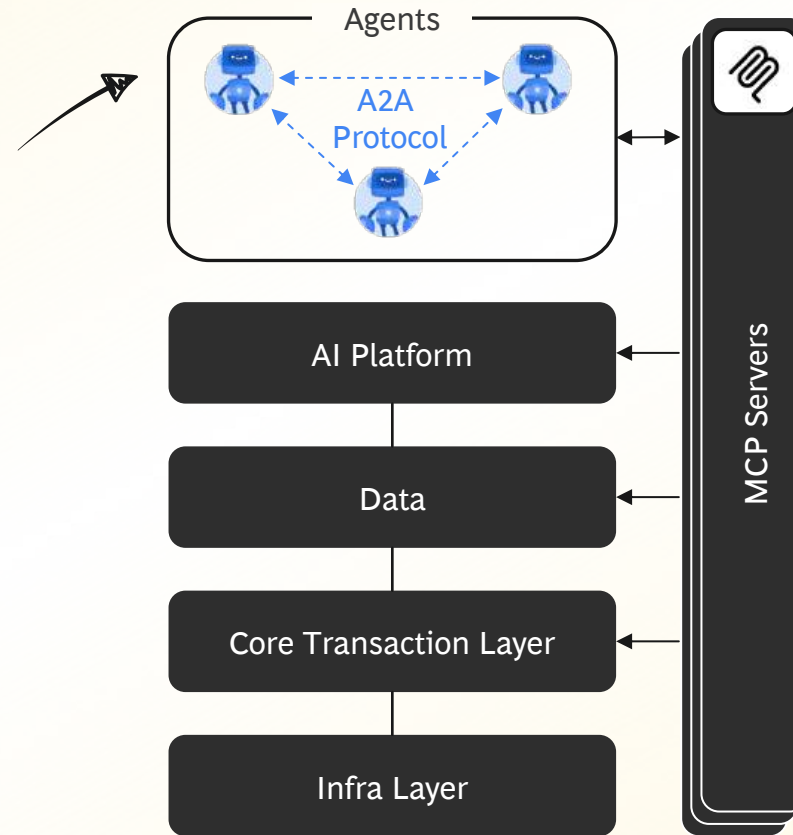 Agents
A2A
Protocol
AI Platform
Data
Core Transaction Layer
Infra Layer
MCP Servers